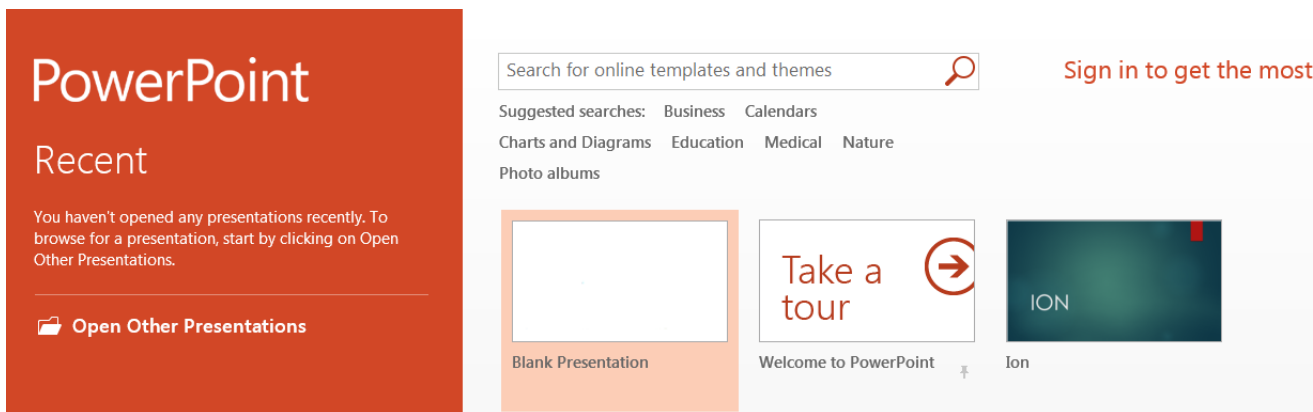 PowerPoint
Recent
You haven't opened any presentations recently. To
browse for a presentation, start by clicking on Open
Other Presentations.
Open Other Presentations
Search for online templates and themes
Sign in to get the most
Suggested searches: Business Calendars
Charts and Diagrams Education Medical Nature
Photo albums
Blank Presentation
Take a
tour
Welcome to PowerPoint
ION
Ion